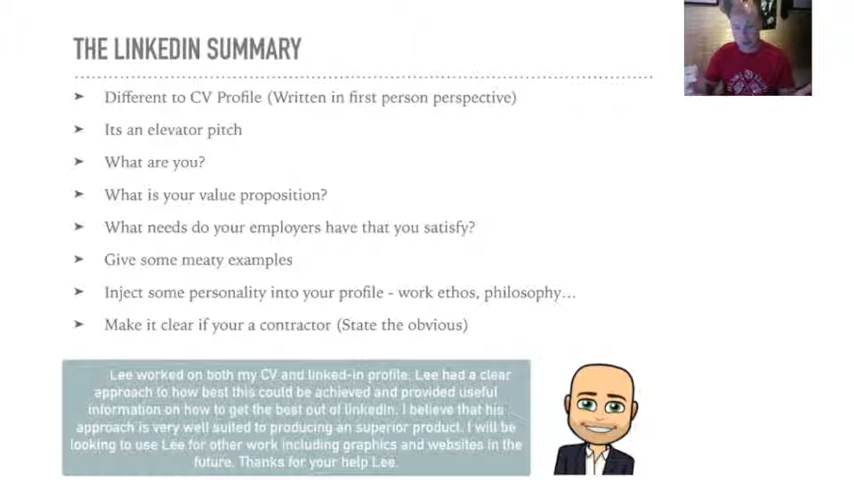 THE LINKEDIN SUMMARY
➤ Different to CV Profile (Written in first person perspective)
➤ Its an elevator pitch
➤ What are you?
➤ What is your value proposition?
➤ What needs do your employers have that you satisfy?
➤ Give some meaty examples
➤ Inject some personality into your profile - work ethos, philosophy…
➤ Make it clear if your a contractor (State the obvious)
Lee worked on both my CV and linked-in profile. Lee had a clear
approach to how best this could be achieved and provided useful
information on how to get the best out of linkedIn. I believe that his
approach is very well suited to producing an superior product. I will be
looking to use Lee for other work including graphics and websites in the
future. Thanks for your help Lee.